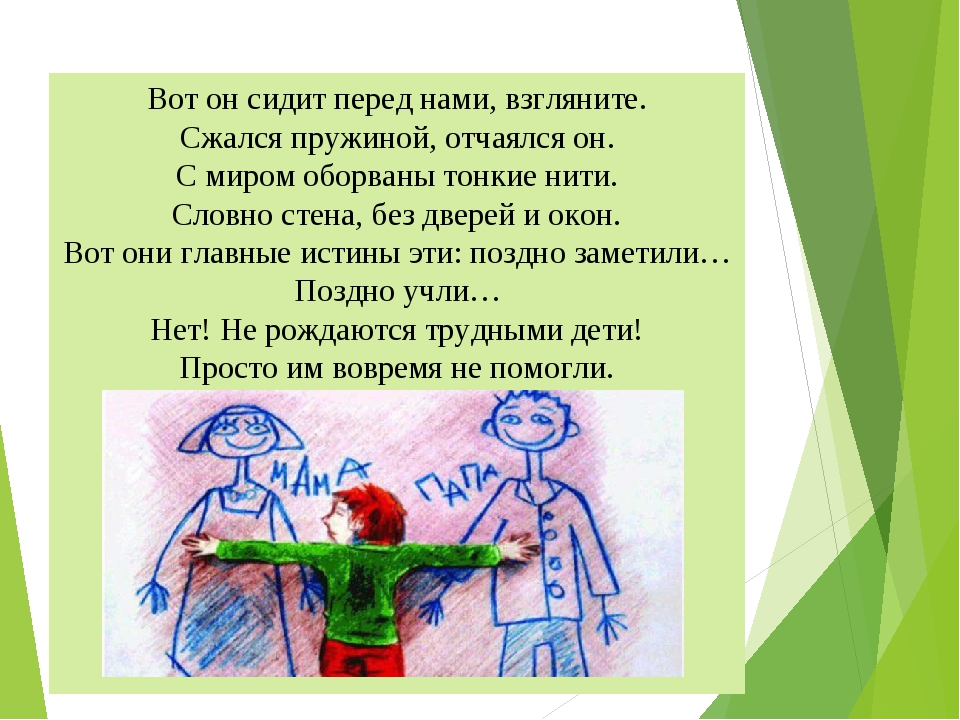 Вот он сидит перед нами, взгляните.
Сжался пружиной, отчаялся он.
С миром оборваны тонкие нити.
Словно стена, без дверей и окон.
Вот они главные истины эти: поздно заметили…
Поздно учли…
Нет! Не рождаются трудными дети!
Просто им вовремя не помогли.
МАМА
ПАПА